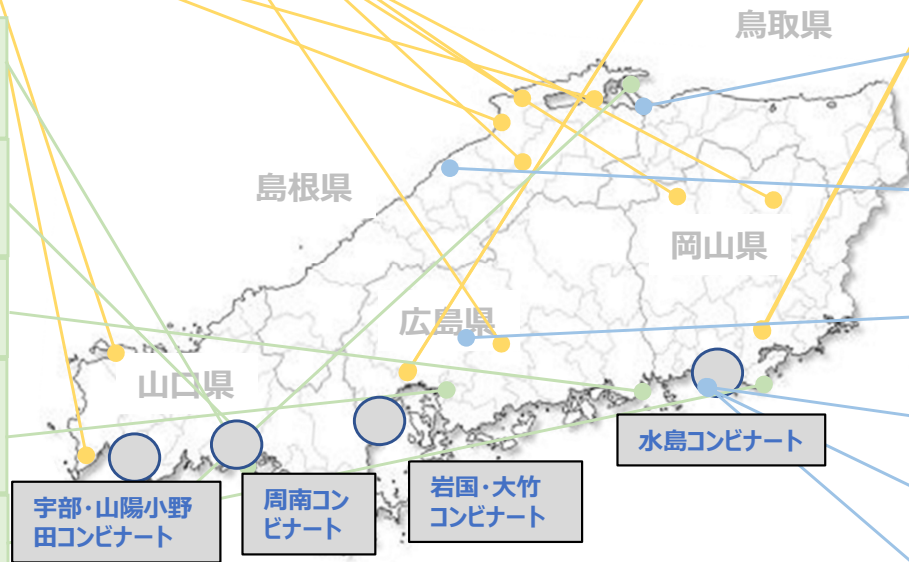 鳥取県
島根県
岡山県
広島県
山口県
水島コンビナート
岩国・大竹
コンビナート
周南コン
ビナート
宇部・山陽小野
田コンビナート